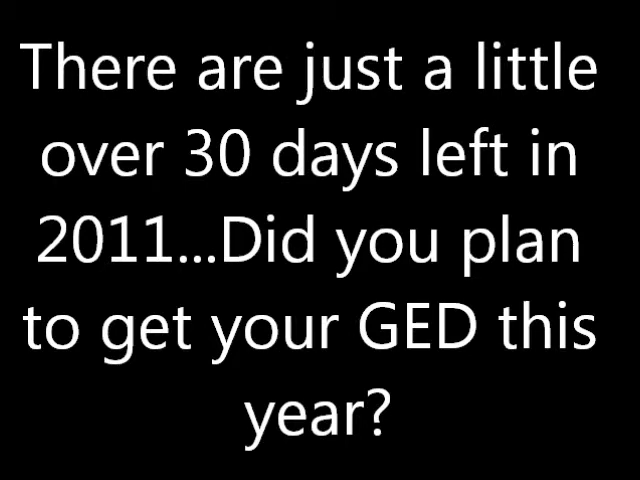 There are just a little
over 30 days left in
2011...Did you plan
to get your GED this
year?